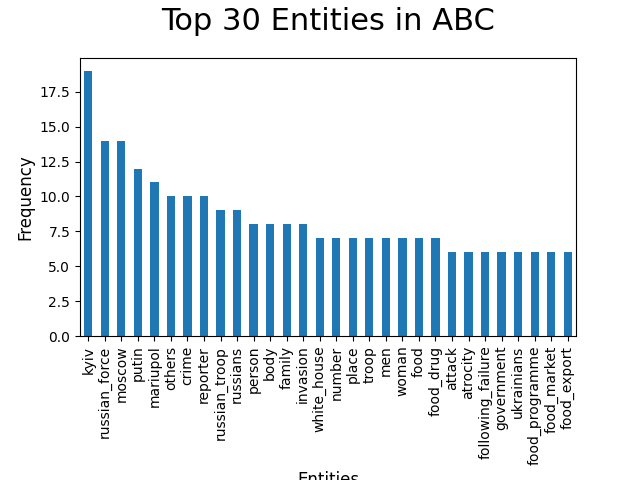 Top 30 Entities in ABC
Frequency
17.5
15.0
12.5
10.0
7.5
5.0
2.5
0.0
kyiv
russian_force
moscow
putin
mariupol
others
crime
reporter
russian_troop
russians
person
body
family
invasion
white_house
number
place
troop
men
woman
food
food_drug
attack
atrocity
following_failure
government
ukrainians
food_programme
food_market
food_export
Entities